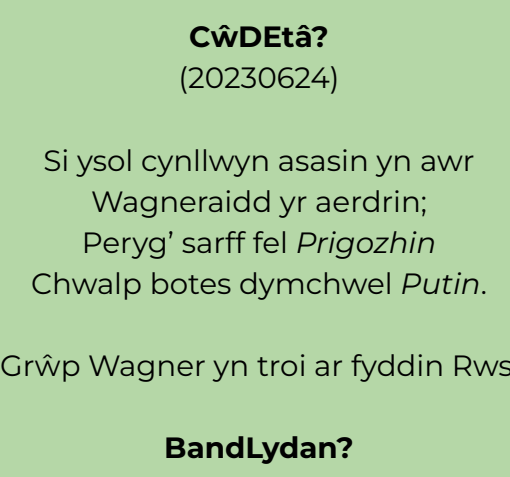 CŵDEtâ?
(20230624)
Si ysol cynllwyn asasin yn awr
Wagneraidd yr aerdrin;
Peryg’ sarff fel Prigozhin
Chwalp botes dymchwel Putin.
Grŵp Wagner yn troi ar fyddin Rws
BandLydan?